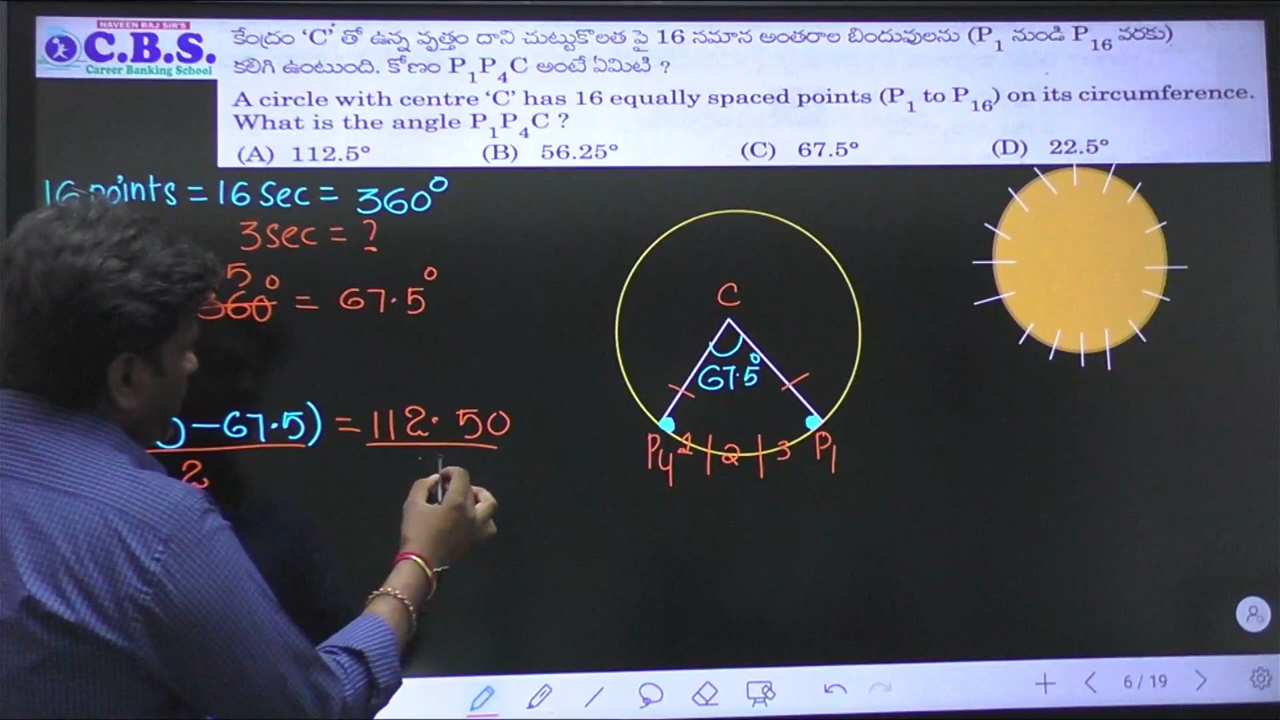 NAVEEN RAJ SIR'S
C.B.S.
Career Banking School
కేంద్రం 'C' తో ఉన్న వృత్తం దాని చుట్టుకొలత పై 16 సమాన అంతరాల బిందువులను (P1 నుండి P16 వరకు)
కలిగి ఉంటుంది. కోణం P1P4C అంటే ఏమిటి ?
A circle with centre 'C' has 16 equally spaced points (P1 to P16) on its circumference.
What is the angle P1P4C ?
(A) 112.5° (B) 56.25° (C) 67.5° (D) 22.5°
16 points = 16 sec = 360°
3 sec = ?
5
360° = 67.5°
C
67.5°
- 67.5) = 112.50
2
P4 1 | 2 | 3 P1
6 / 19